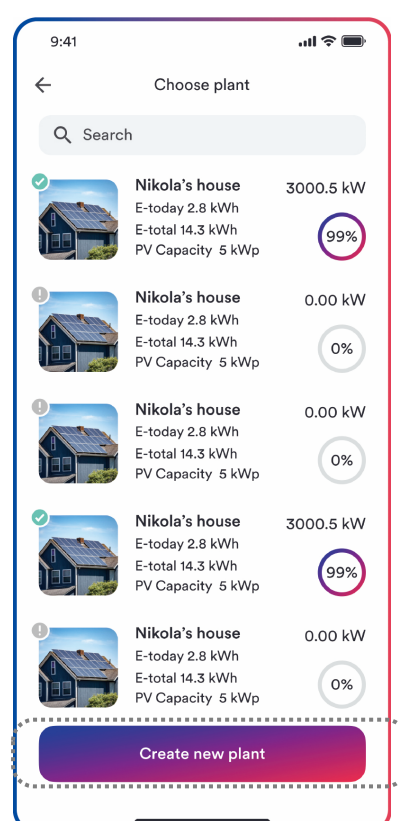 9:41
Choose plant
Search
Nikola's house 3000.5 kW
E-today 2.8 kWh
E-total 14.3 kWh 99%
PV Capacity 5 kWp
Nikola's house 0.00 kW
E-today 2.8 kWh
E-total 14.3 kWh 0%
PV Capacity 5 kWp
Nikola's house 0.00 kW
E-today 2.8 kWh
E-total 14.3 kWh 0%
PV Capacity 5 kWp
Nikola's house 3000.5 kW
E-today 2.8 kWh
E-total 14.3 kWh 99%
PV Capacity 5 kWp
Nikola's house 0.00 kW
E-today 2.8 kWh
E-total 14.3 kWh 0%
PV Capacity 5 kWp
Create new plant